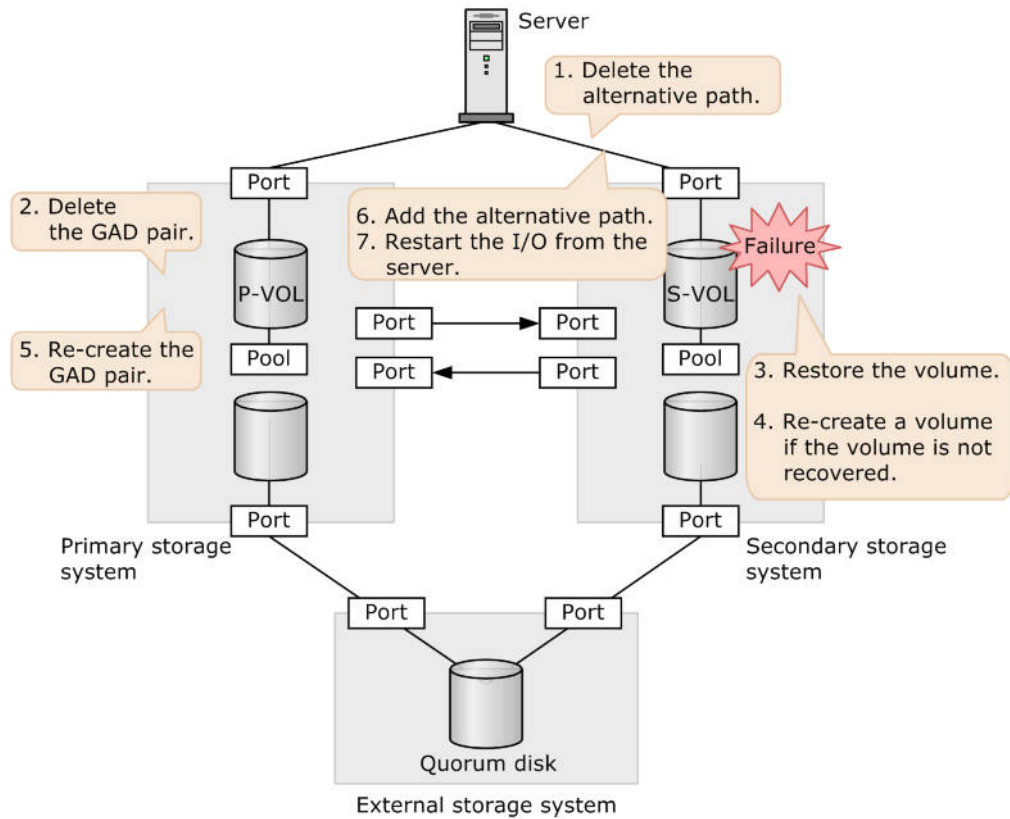 Server
1. Delete the
alternative path.
Port
Port
2. Delete
the GAD pair.
6. Add the alternative path.
7. Restart the I/O from the
server.
Failure
P-VOL
S-VOL
Port
Port
5. Re-create the
GAD pair.
Pool
Port
Port
Pool
3. Restore the volume.
4. Re-create a volume
if the volume is not
recovered.
Port
Port
Primary storage
system
Secondary storage
system
Port
Port
Quorum disk
External storage system